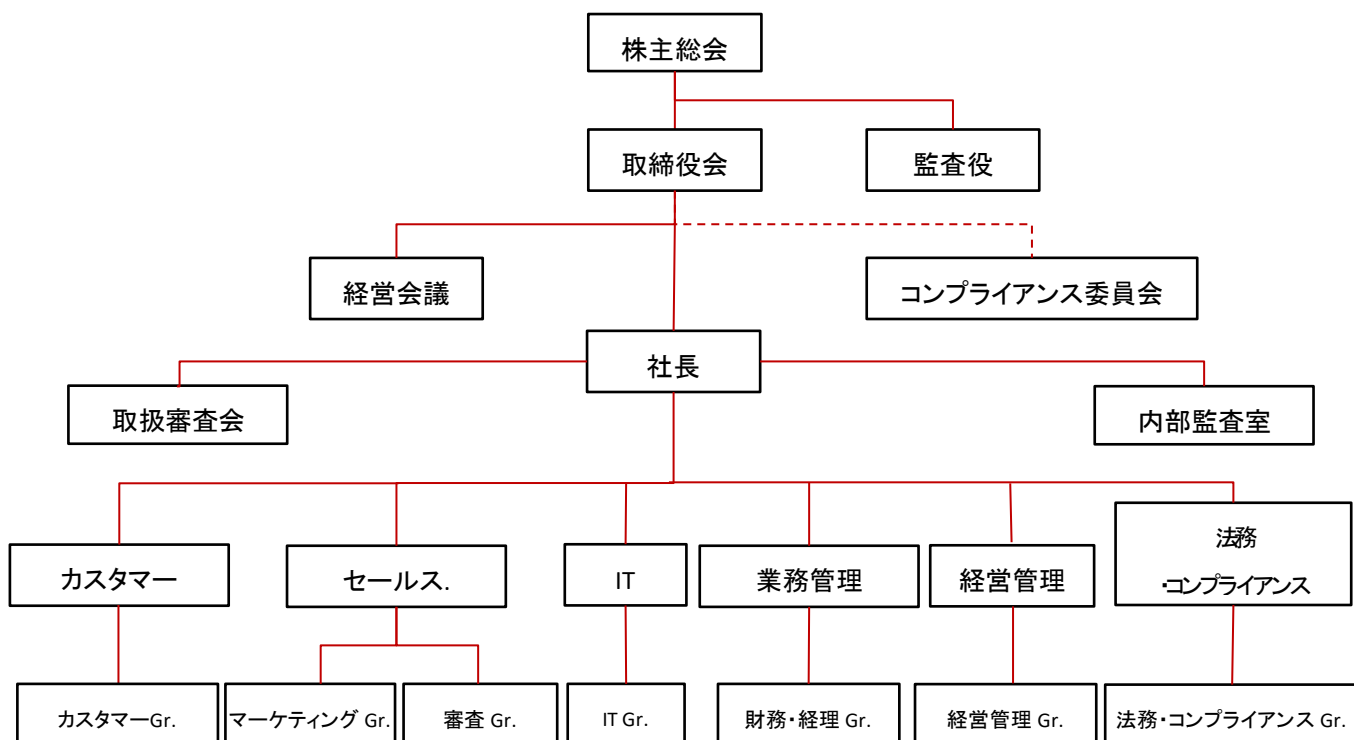 株主総会
取締役会
監査役
経営会議
コンプライアンス委員会
社長
取扱審査会
内部監査室
カスタマー
セールス.
IT
業務管理
経営管理
法務
・コンプライアンス
カスタマーGr.
マーケティング Gr.
審査 Gr.
IT Gr.
財務・経理 Gr.
経営管理 Gr.
法務・コンプライアンス Gr.